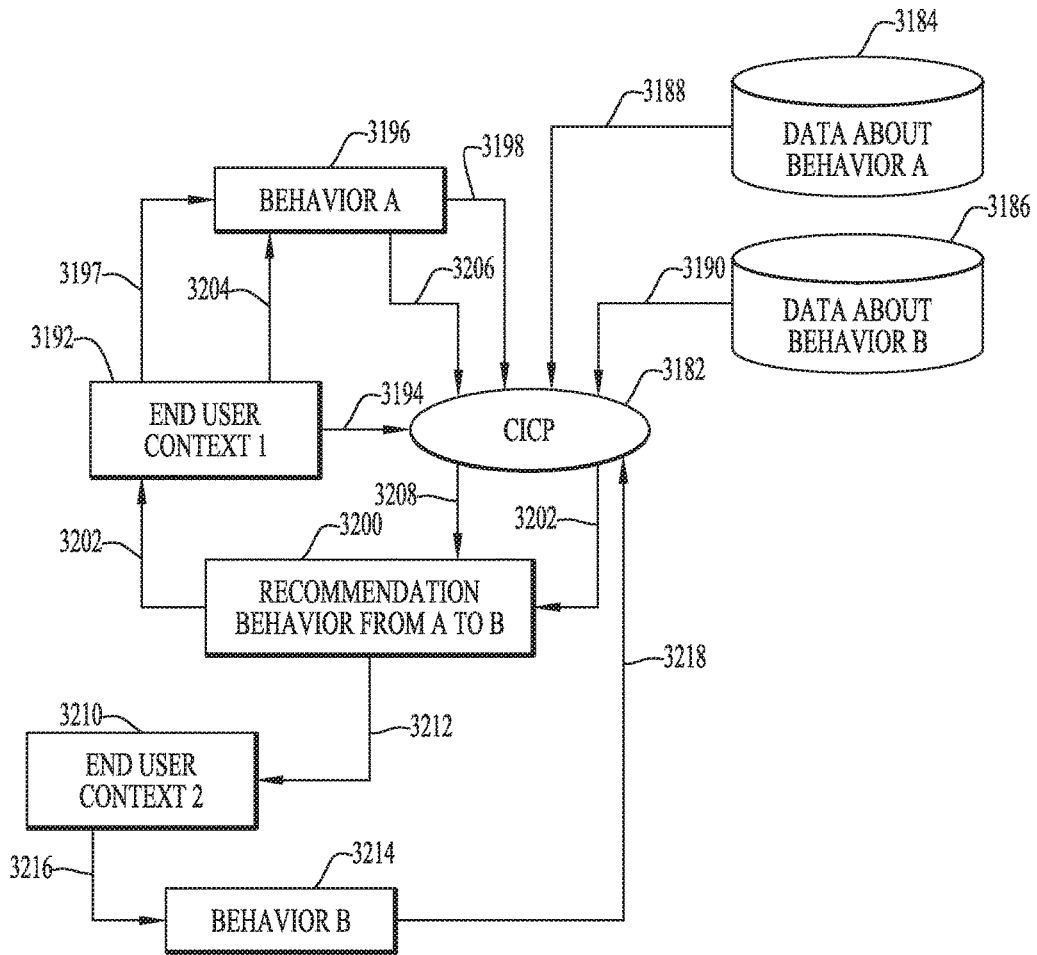 3184
3188
DATA ABOUT
BEHAVIOR A
3196
3198
BEHAVIOR A
3186
3190
DATA ABOUT
BEHAVIOR B
3197
3204
3206
3192
3182
END USER
CONTEXT 1
3194
CICP
3208
3202
3200
3202
RECOMMENDATION
BEHAVIOR FROM A TO B
3218
3210
3212
END USER
CONTEXT 2
3216
3214
BEHAVIOR B